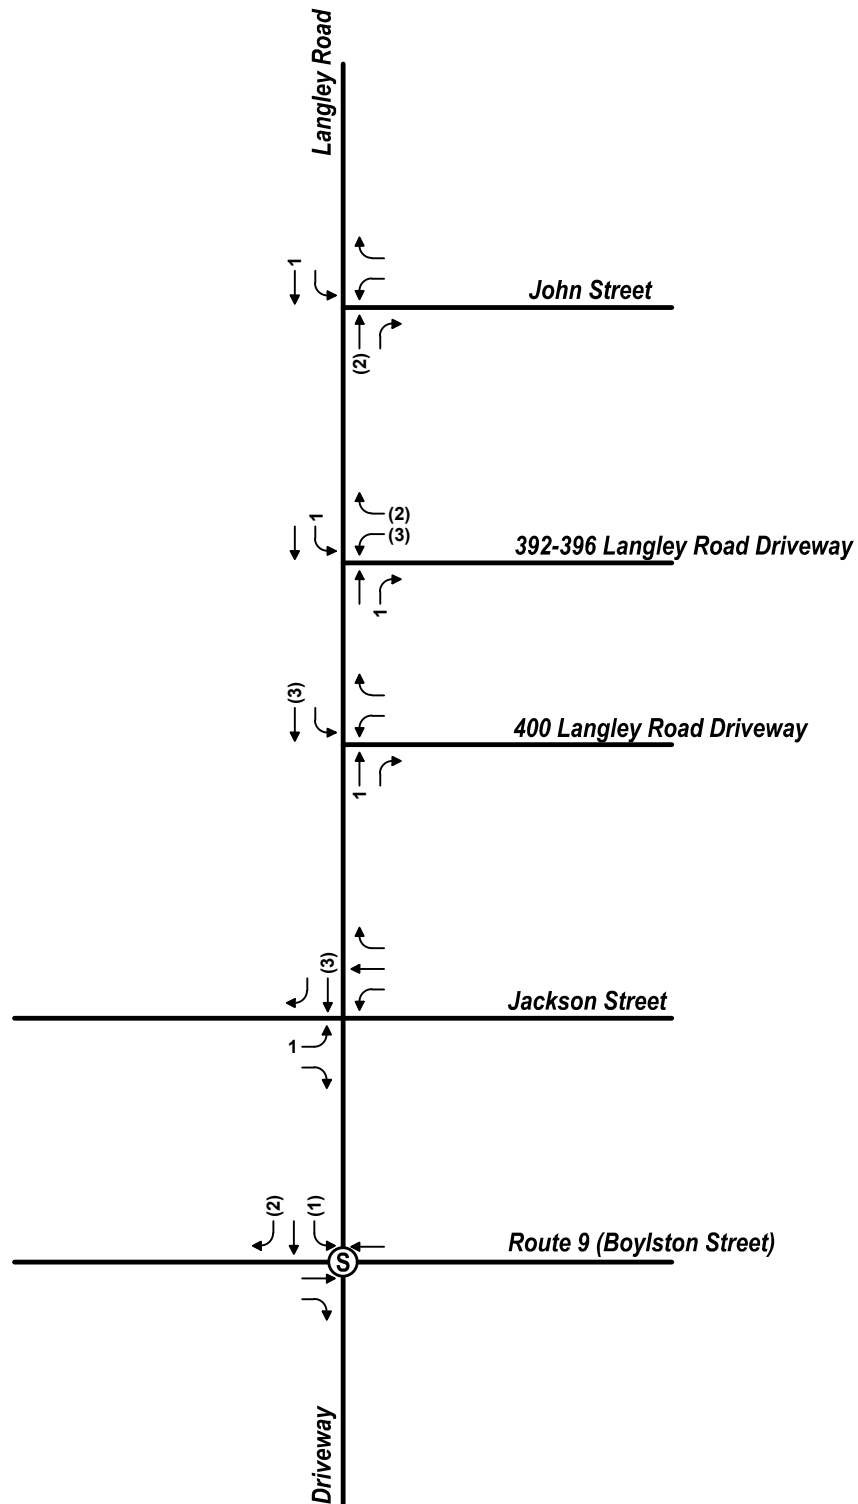 Langley Road
1
John Street
(2)
1
(2)
(3)
392-396 Langley Road Driveway
1
(3)
400 Langley Road Driveway
1
(3)
Jackson Street
1
(2)
(1)
Route 9 (Boylston Street)
S
Driveway